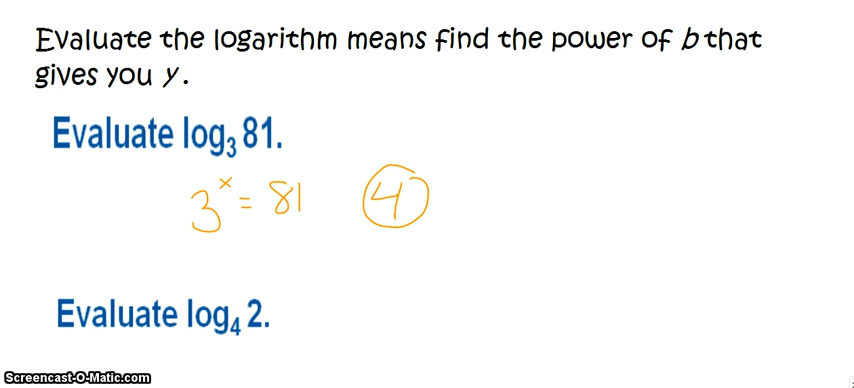 Evaluate the logarithm means find the power of b that
gives you y.
Evaluate log₃ 81.
3ˣ = 81 4
Evaluate log₄ 2.
Screencast-O-Matic.com